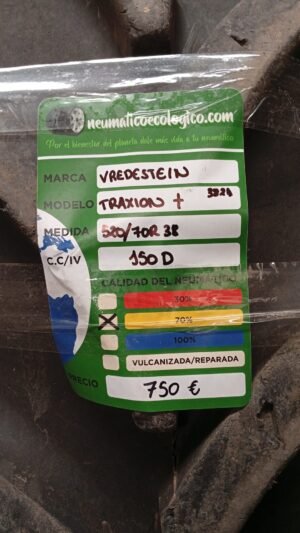 neumaticoecologico.com
Por el bienestar del planeta dale más vida a tu neumático
MARCA VREDESTEIN
MODELO TRAXION +
MEDIDA 520/70R 38
C.C/IV 150 D
CALIDAD DEL NEUMÁTICO
30%
70%
100%
VULCANIZADA/REPARADA
PRECIO 750 €